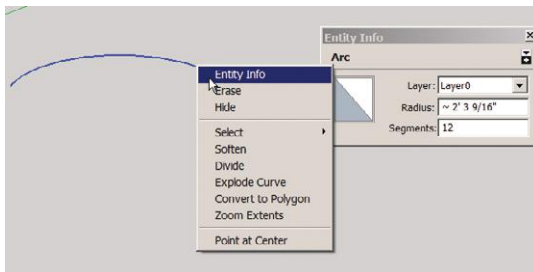 Entity Info
Erase
Hide
Select
Soften
Divide
Explode Curve
Convert to Polygon
Zoom Extents
Point at Center
Entity Info
Arc
Layer: Layer0
Radius: ~ 2' 3 9/16"
Segments: 12